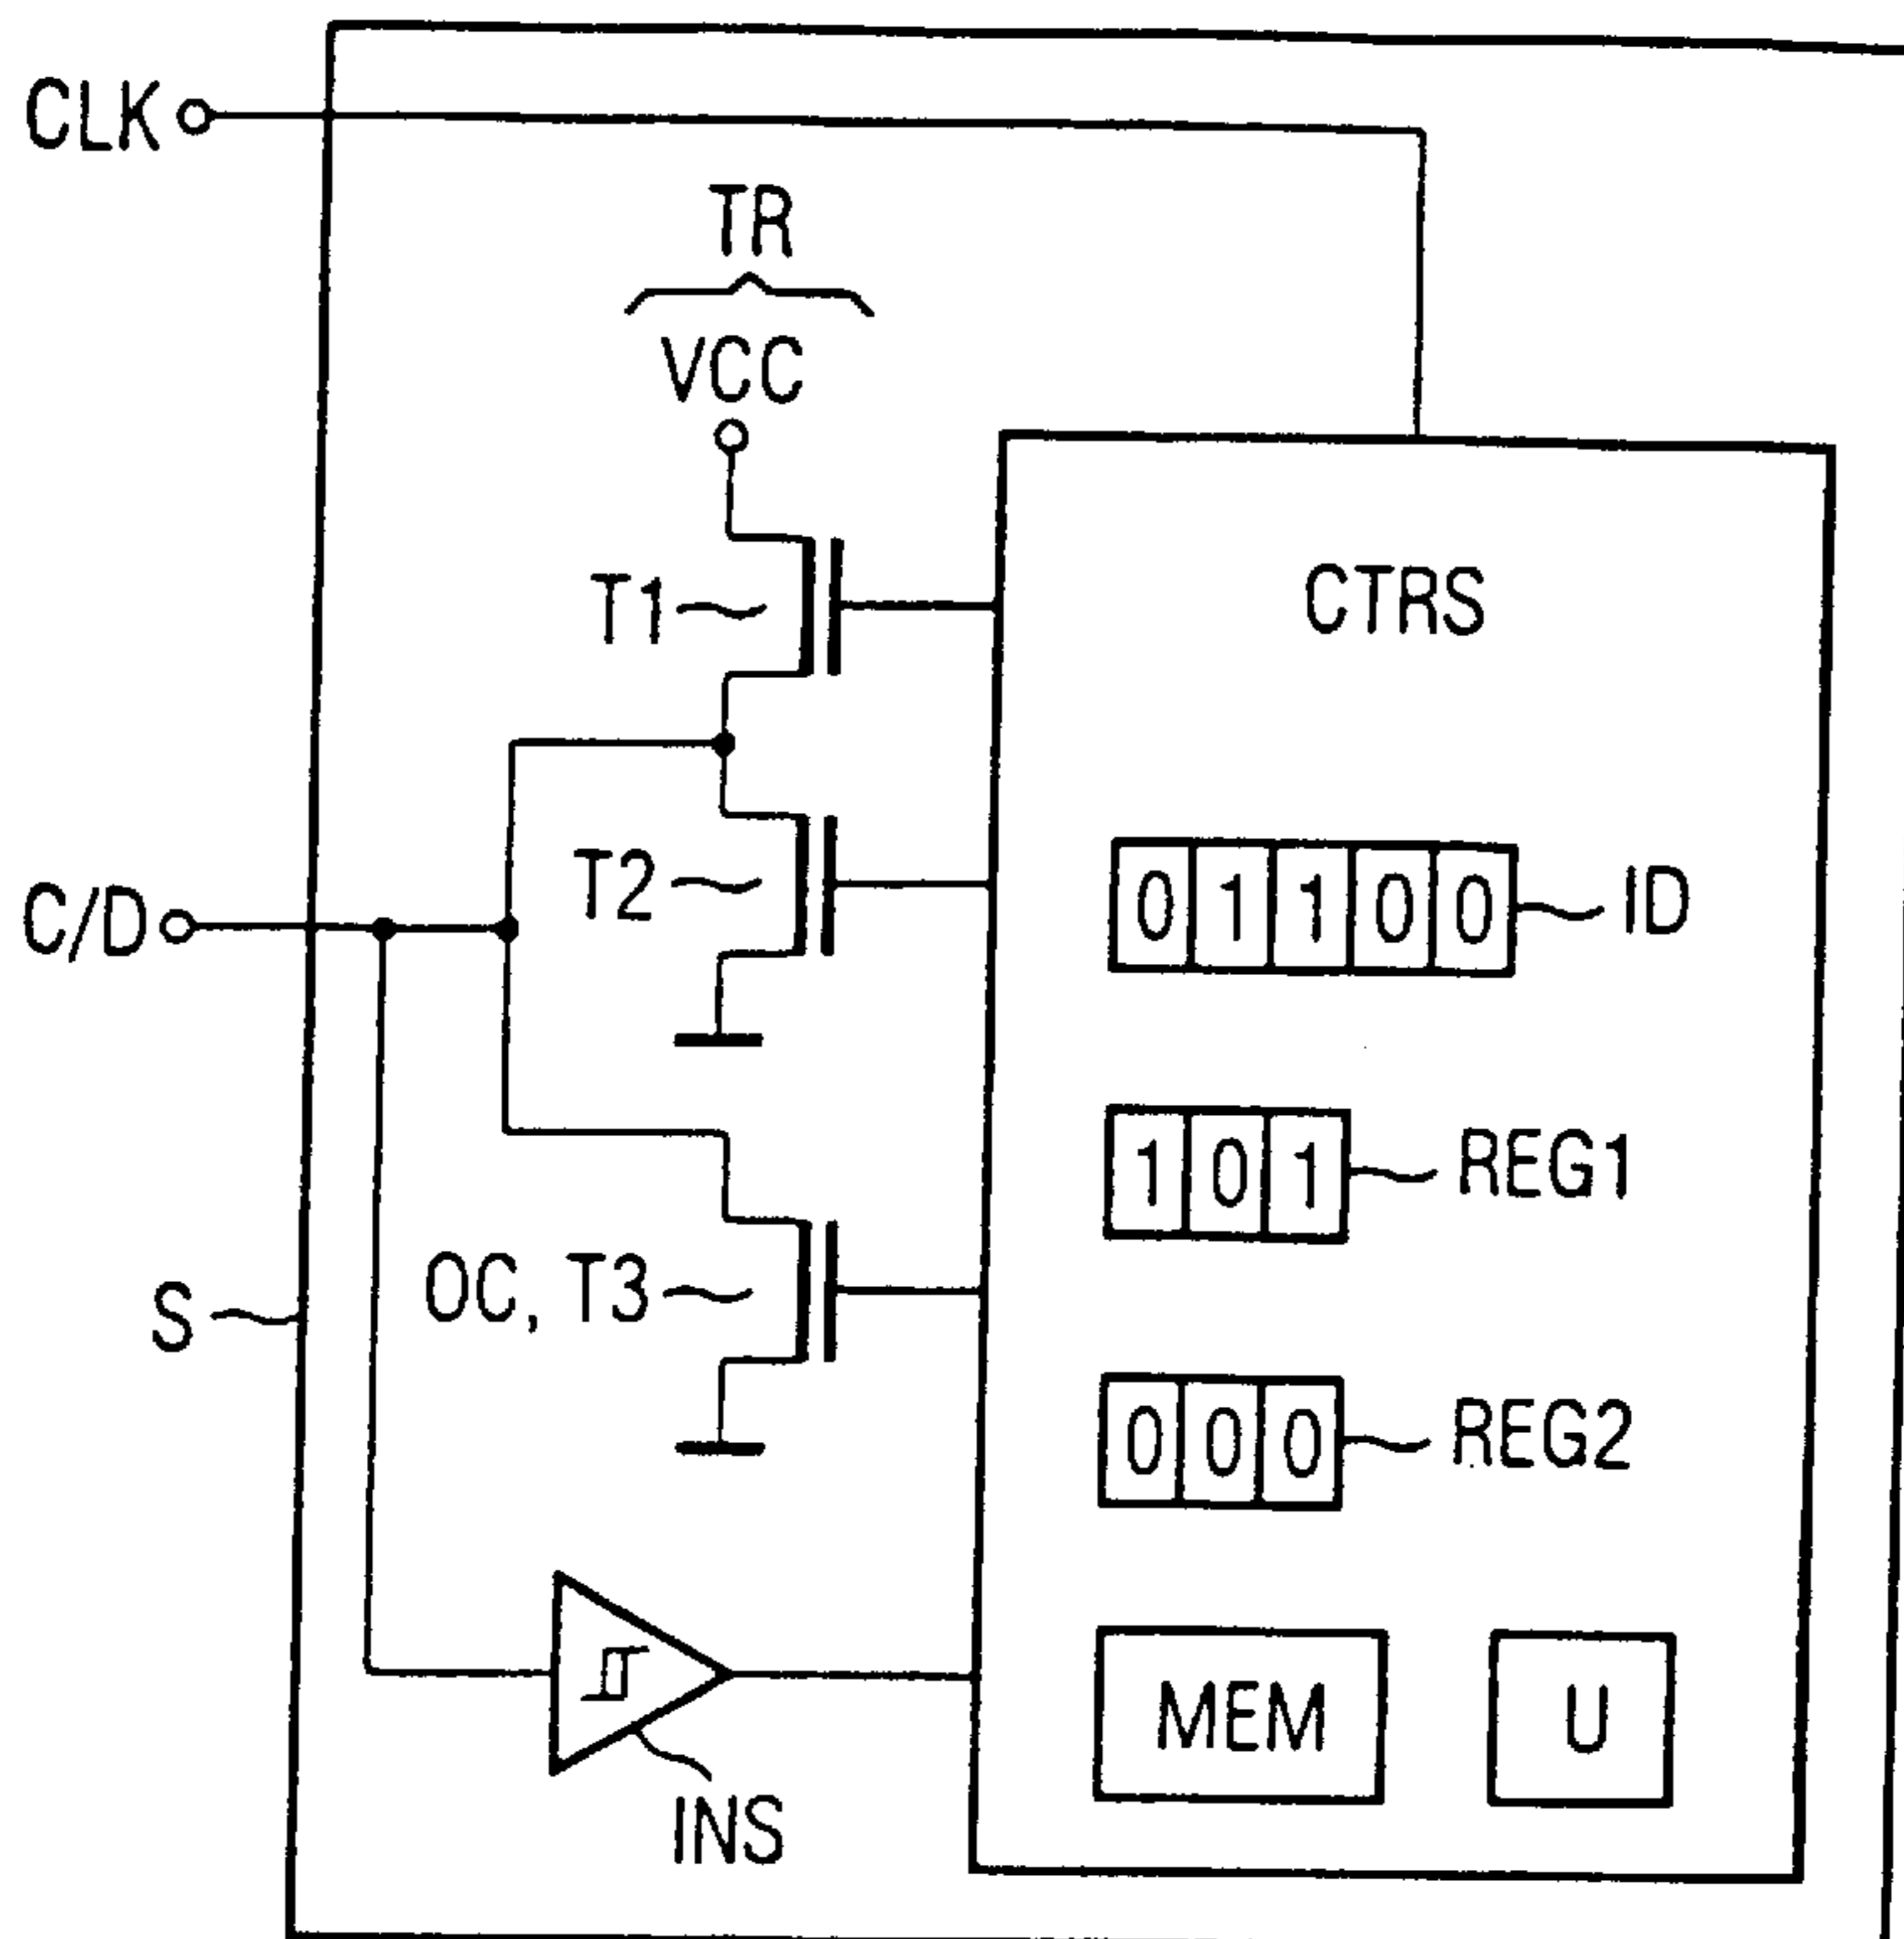 CLK
TR
VCC
T1
CTRS
T2
C/D
0 1 1 0 0
ID
1 0 1
REG1
OC, T3
S
0 0 0
REG2
MEM
U
INS